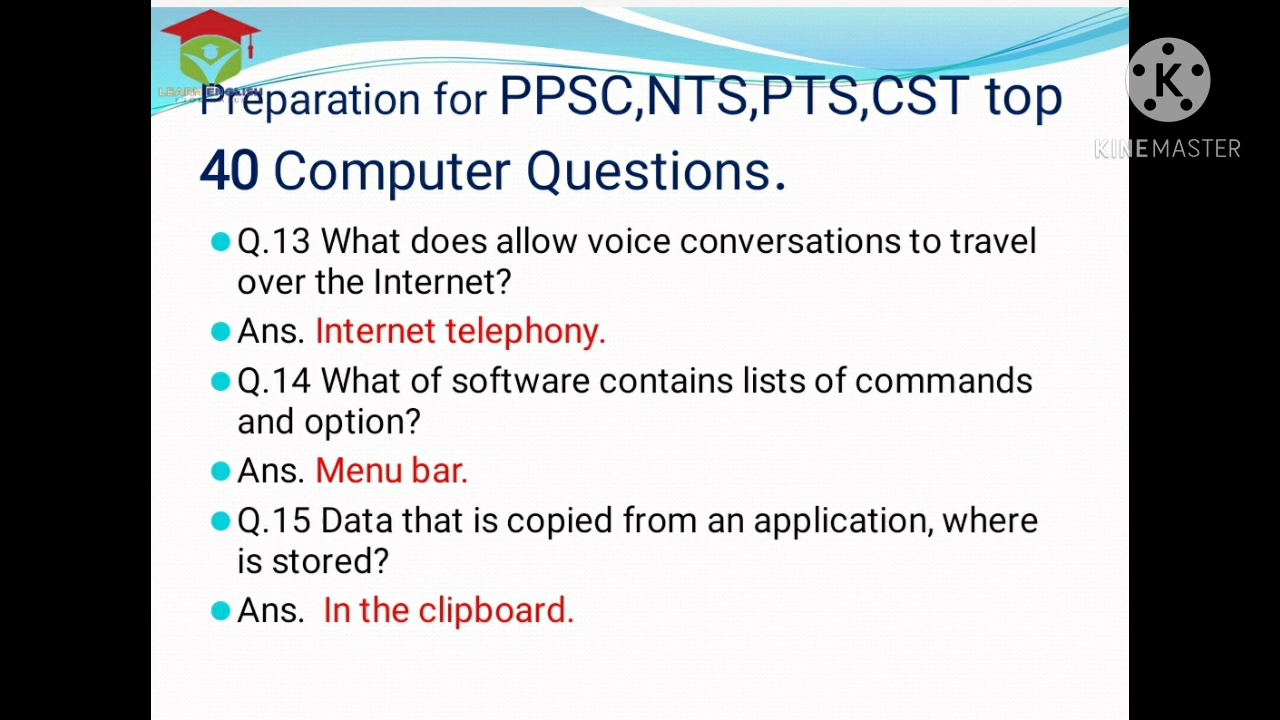 LEARN ENGLISH
Preparation for PPSC,NTS,PTS,CST top
40 Computer Questions.
KINEMASTER
Q.13 What does allow voice conversations to travel
over the Internet?
Ans. Internet telephony.
Q.14 What of software contains lists of commands
and option?
Ans. Menu bar.
Q.15 Data that is copied from an application, where
is stored?
Ans. In the clipboard.